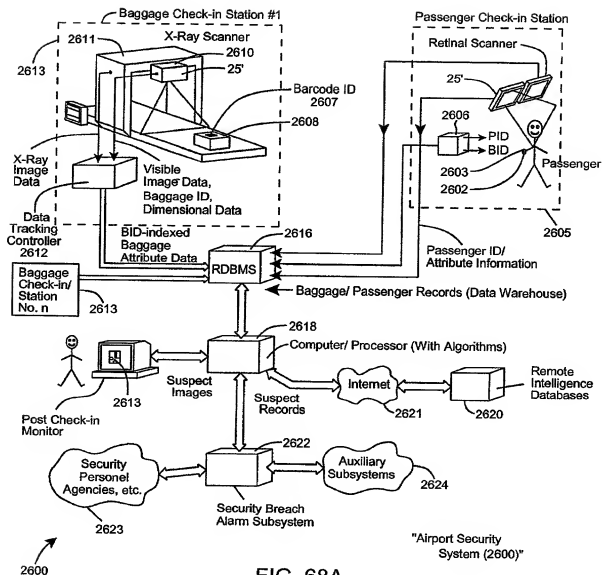 Baggage Check-in Station #1
2611
X-Ray Scanner
2610
2613
25'
Barcode ID
2607
2608
X-Ray
Image
Data
Visible
Image Data,
Baggage ID,
Dimensional Data
Data
Tracking
Controller
2612
BID-indexed
Baggage
Attribute Data
Passenger Check-in Station
Retinal Scanner
25'
2606
PID
BID
2603
2602
Passenger
2605
Passenger ID/
Attribute Information
2616
RDBMS
Baggage/ Passenger Records (Data Warehouse)
Baggage
Check-in/
Station
No. n
2613
2618
Computer/ Processor (With Algorithms)
2613
Post Check-in
Monitor
Suspect
Images
Suspect
Records
Internet
2621
2620
Remote
Intelligence
Databases
2622
Security
Personel
Agencies, etc.
2623
Security Breach
Alarm Subsystem
Auxiliary
Subsystems
2624
2600
"Airport Security
System (2600)"
FIG. 68A